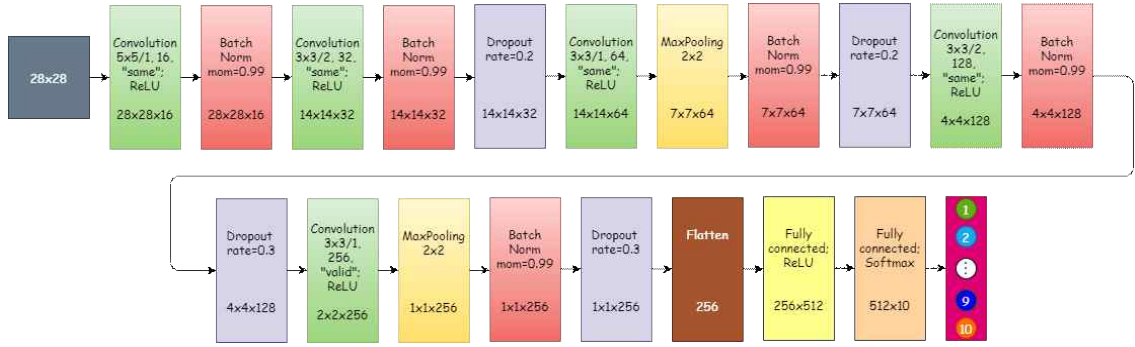 28x28
Convolution
5x5/1, 16,
"same";
ReLU
28x28x16
Batch
Norm
mom=0.99
28x28x16
Convolution
3x3/2, 32,
"same";
ReLU
14x14x32
Batch
Norm
mom=0.99
14x14x32
Dropout
rate=0.2
14x14x32
Convolution
3x3/1, 64,
"same";
ReLU
14x14x64
MaxPooling
2x2
7x7x64
Batch
Norm
mom=0.99
7x7x64
Dropout
rate=0.2
7x7x64
Convolution
3x3/2,
128,
"same";
ReLU
4x4x128
Batch
Norm
mom=0.99
4x4x128
Dropout
rate=0.3
4x4x128
Convolution
3x3/1,
256,
"valid";
ReLU
2x2x256
MaxPooling
2x2
1x1x256
Batch
Norm
mom=0.99
1x1x256
Dropout
rate=0.3
1x1x256
Flatten
256
Fully
connected;
ReLU
256x512
Fully
connected;
Softmax
512x10
1
2
⋮
9
10